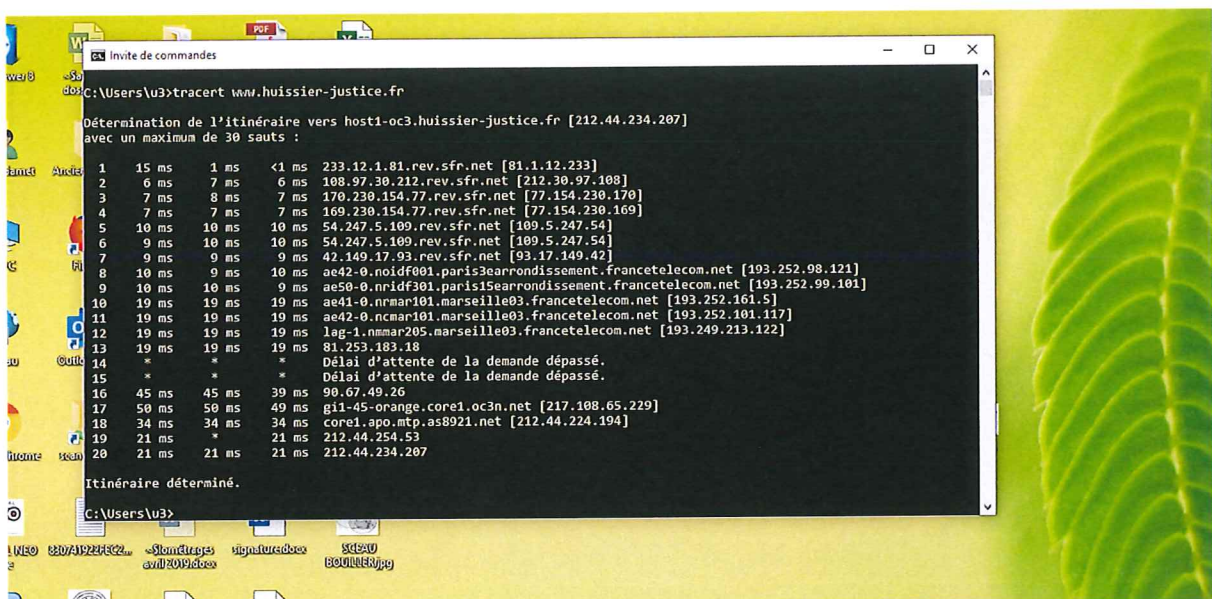 PDF
Invite de commandes
C:\Users\u3>tracert www.huissier-justice.fr
Détermination de l'itinéraire vers host1-oc3.huissier-justice.fr [212.44.234.207]
avec un maximum de 30 sauts :
1 15 ms 1 ms <1 ms 233.12.1.81.rev.sfr.net [81.1.12.233]
2 6 ms 7 ms 6 ms 108.97.30.212.rev.sfr.net [212.30.97.108]
3 7 ms 8 ms 7 ms 170.230.154.77.rev.sfr.net [77.154.230.170]
4 7 ms 7 ms 7 ms 169.230.154.77.rev.sfr.net [77.154.230.169]
5 10 ms 10 ms 10 ms 54.247.5.109.rev.sfr.net [109.5.247.54]
6 9 ms 10 ms 10 ms 54.247.5.109.rev.sfr.net [109.5.247.54]
7 9 ms 9 ms 9 ms 42.149.17.93.rev.sfr.net [93.17.149.42]
8 10 ms 9 ms 10 ms ae42-0.noidf001.paris3earrondissement.francetelecom.net [193.252.98.121]
9 10 ms 10 ms 9 ms ae50-0.nridf301.paris15earrondissement.francetelecom.net [193.252.99.101]
10 19 ms 19 ms 19 ms ae41-0.nrmar101.marseille03.francetelecom.net [193.252.161.5]
11 19 ms 19 ms 19 ms ae42-0.ncmar101.marseille03.francetelecom.net [193.252.101.117]
12 19 ms 19 ms 19 ms lag-1.nmmar205.marseille03.francetelecom.net [193.249.213.122]
13 19 ms 19 ms 19 ms 81.253.183.18
14 * * * Délai d'attente de la demande dépassé.
15 * * * Délai d'attente de la demande dépassé.
16 45 ms 45 ms 39 ms 90.67.49.26
17 50 ms 50 ms 49 ms gi1-45-orange.core1.oc3n.net [217.108.65.229]
18 34 ms 34 ms 34 ms core1.apo.mtp.as8921.net [212.44.224.194]
19 21 ms * 21 ms 212.44.254.53
20 21 ms 21 ms 21 ms 212.44.234.207
Itinéraire déterminé.
C:\Users\u3>
signature.docx
avril 2019.docx
SCEAU
BOUILLER.jpg